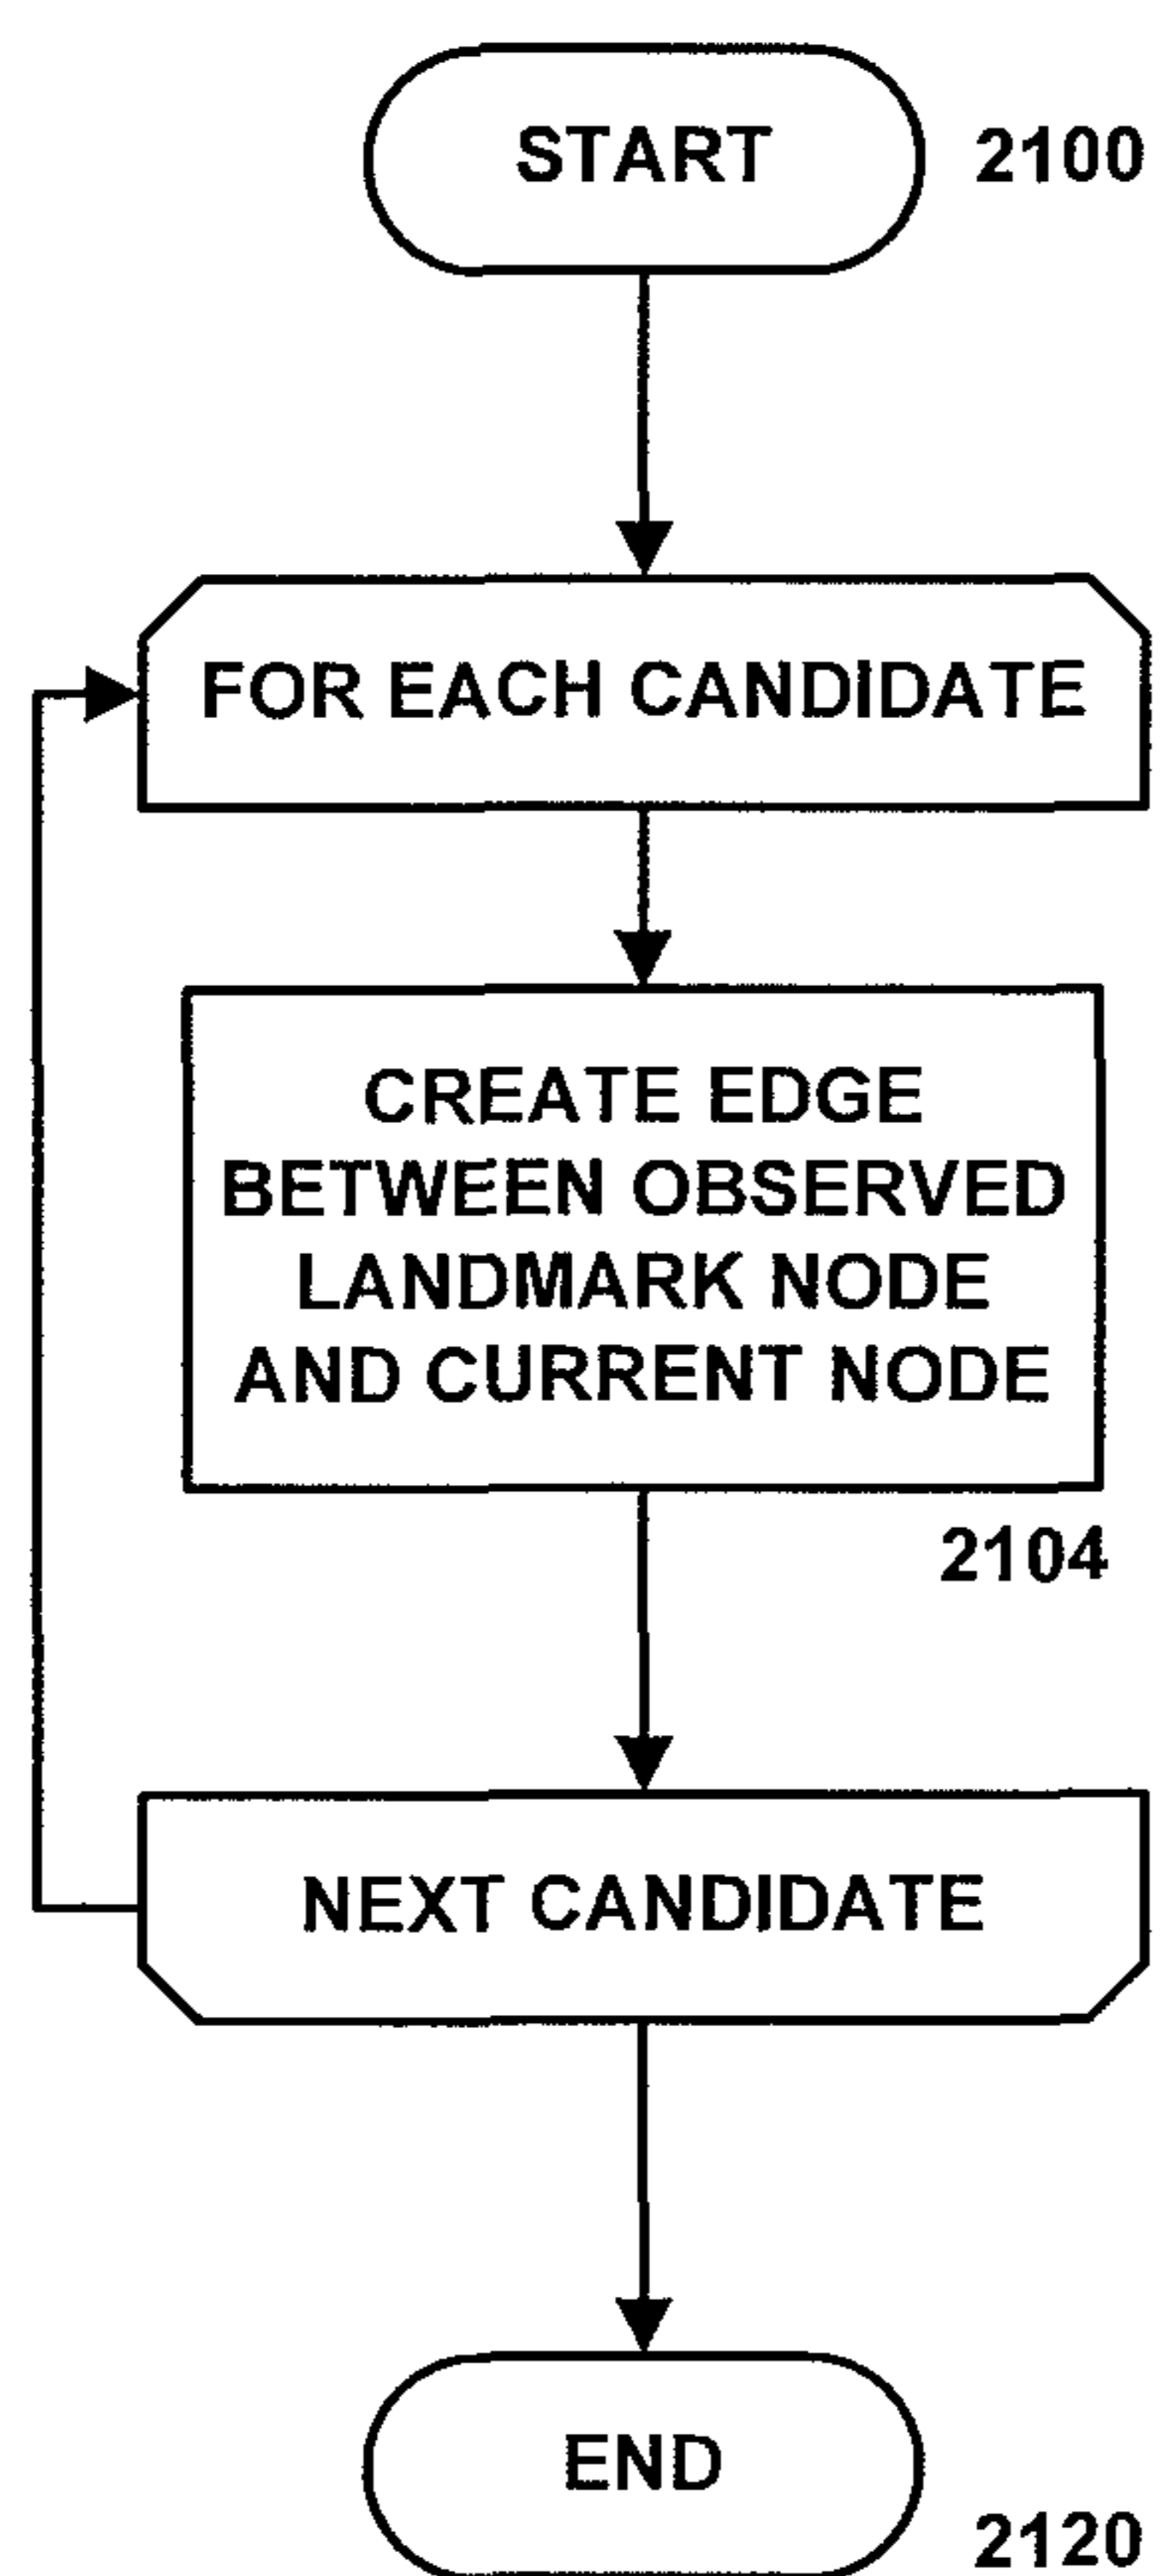 START
2100
FOR EACH CANDIDATE
CREATE EDGE
BETWEEN OBSERVED
LANDMARK NODE
AND CURRENT NODE
2104
NEXT CANDIDATE
END
2120